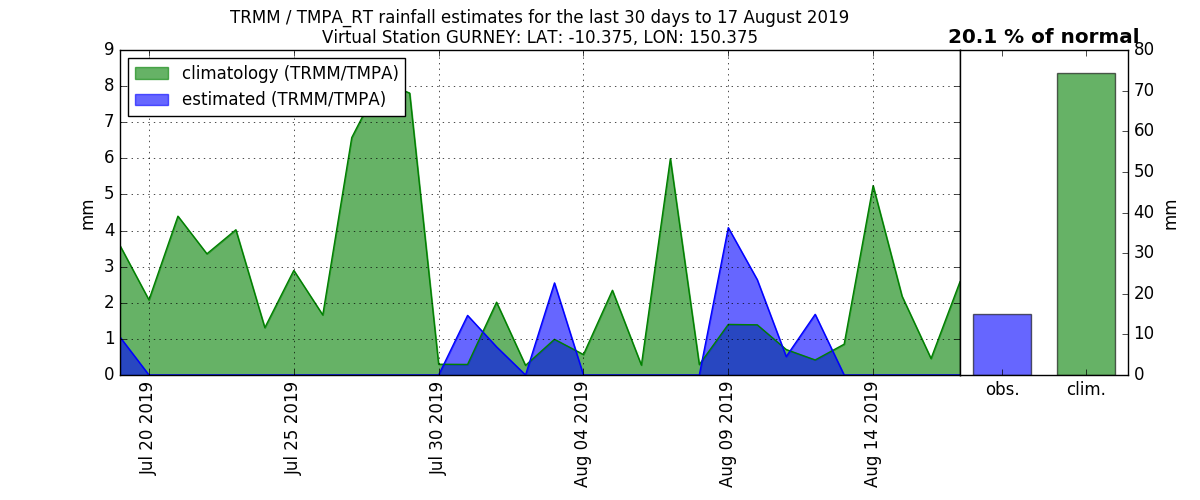 TRMM / TMPA_RT rainfall estimates for the last 30 days to 17 August 2019
Virtual Station GURNEY: LAT: -10.375, LON: 150.375
20.1 % of normal
climatology (TRMM/TMPA)
estimated (TRMM/TMPA)
9
8
7
6
5
4
3
2
1
0
mm
Jul 20 2019
Jul 25 2019
Jul 30 2019
Aug 04 2019
Aug 09 2019
Aug 14 2019
obs.
clim.
80
70
60
50
40
30
20
10
0
mm